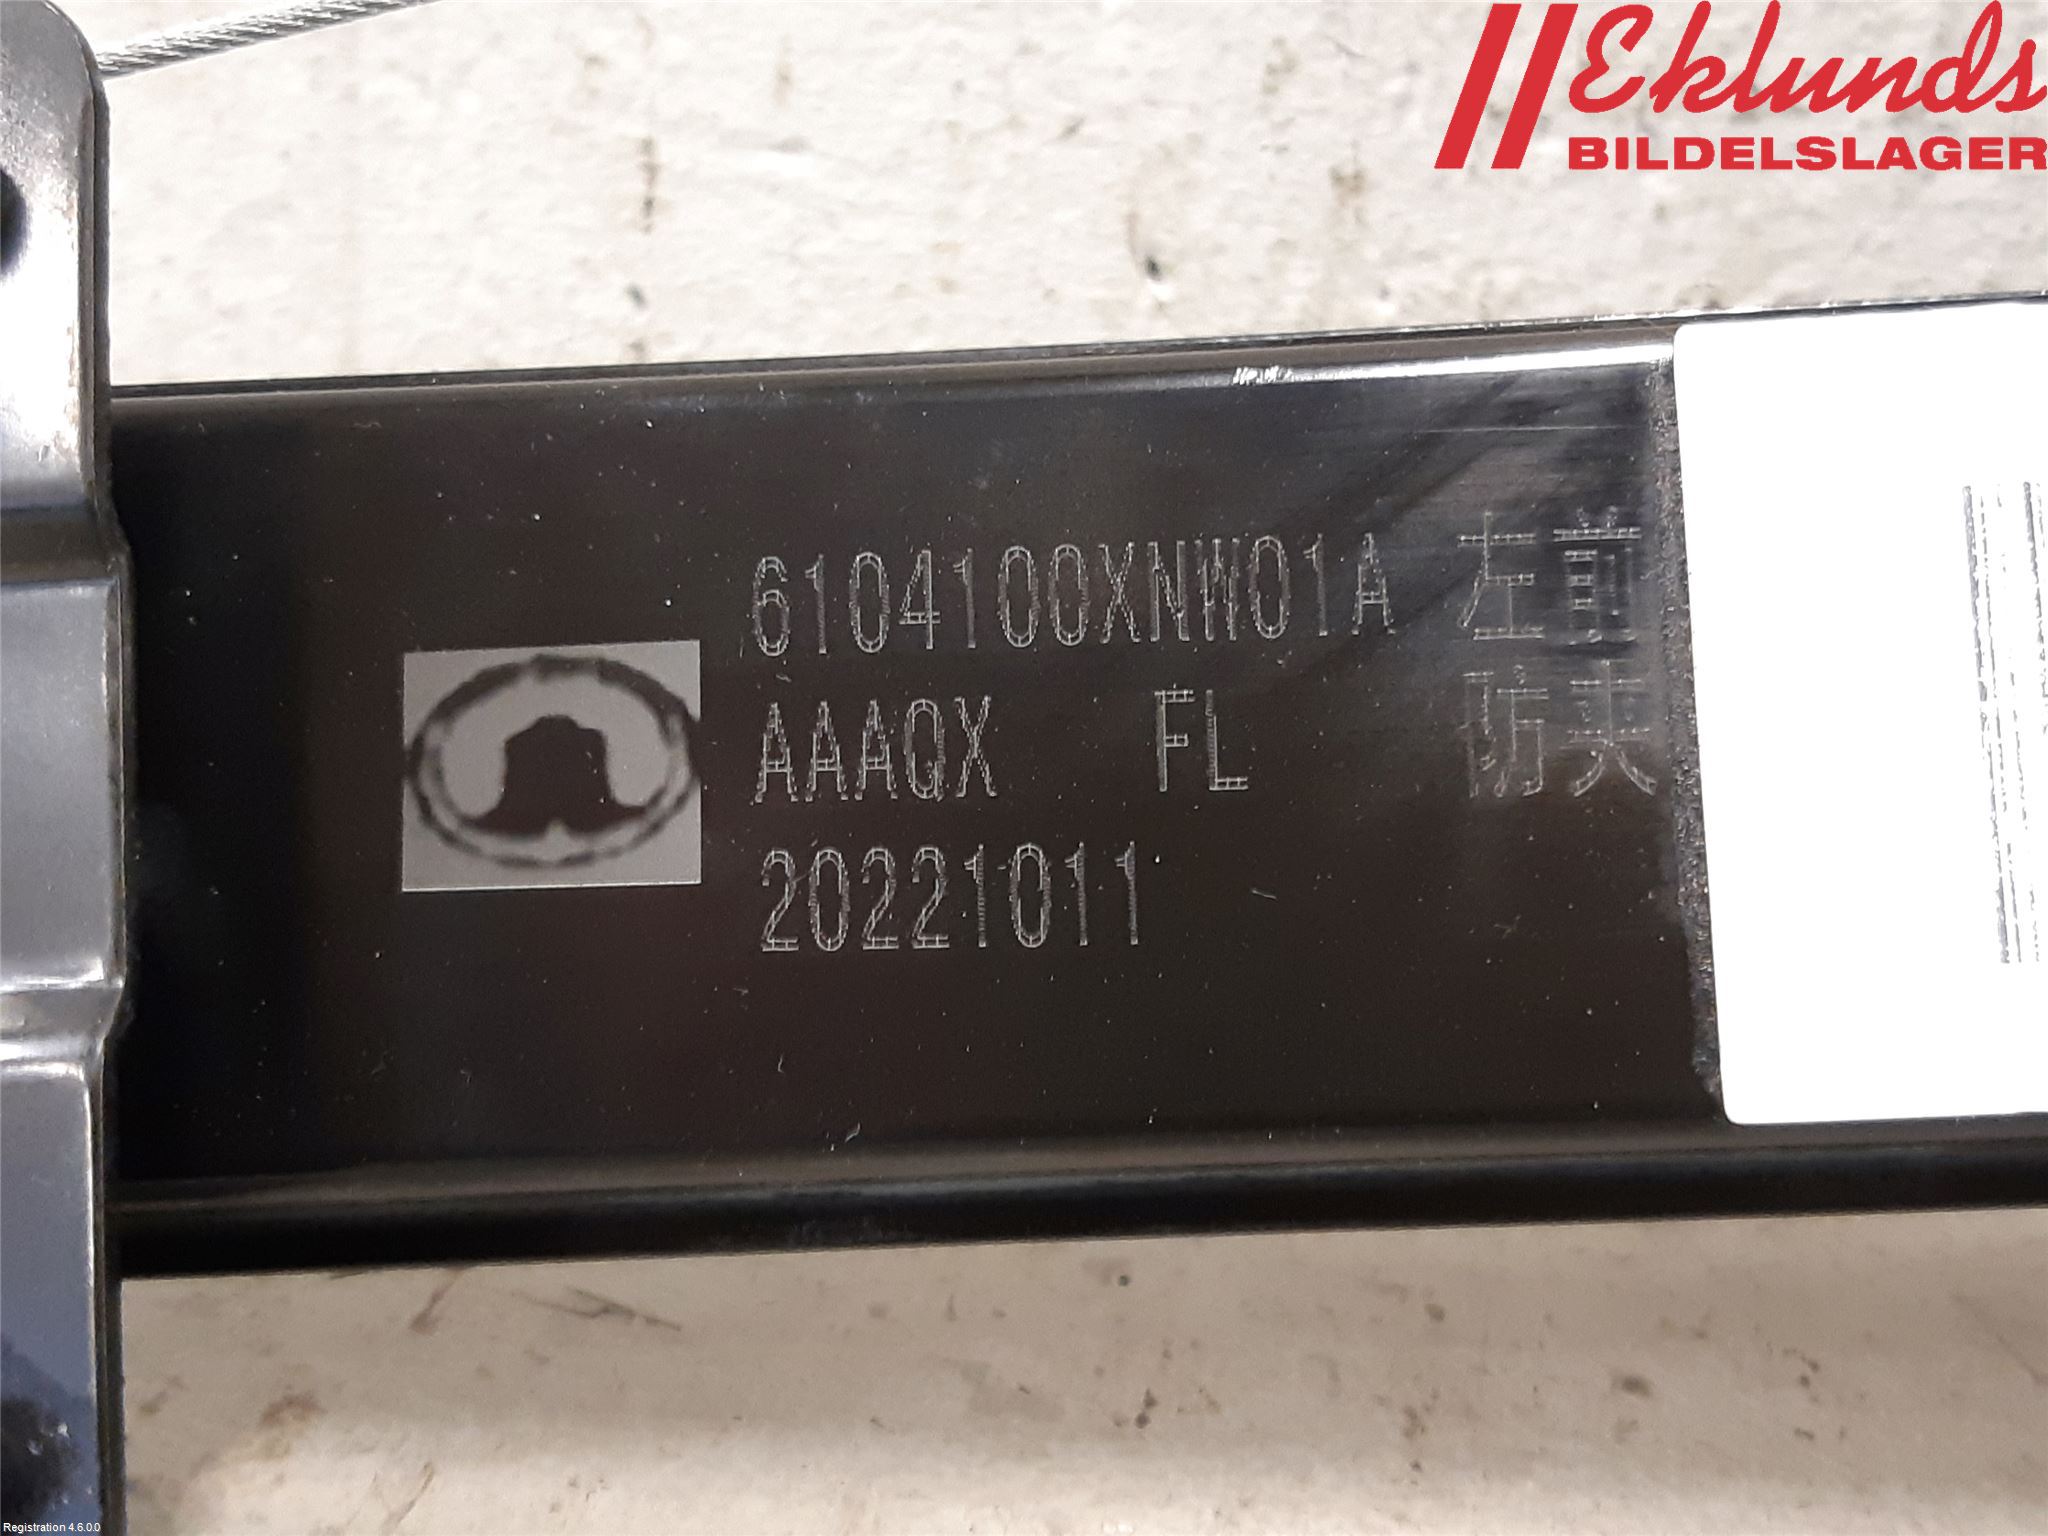 Eklunds
BILDELSLAGER
6104100XNW01A 左前
AAAQX FL 防夹
20221011
Registration 4.6.0.0